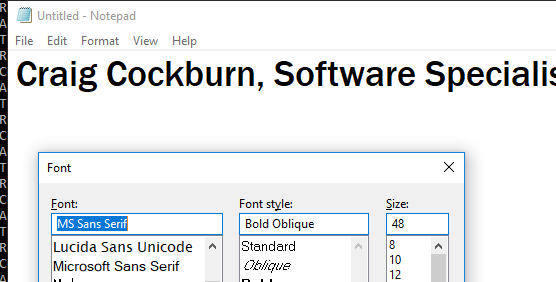 Untitled - Notepad
File Edit Format View Help
Craig Cockburn, Software Specialis
Font
Font: Font style: Size:
MS Sans Serif Bold Oblique 48
Lucida Sans Unicode Standard 8
Microsoft Sans Serif Oblique 10
12
R
A
T
R
C
A
T
R
C
A
T
R
C
A
T
R
C
A